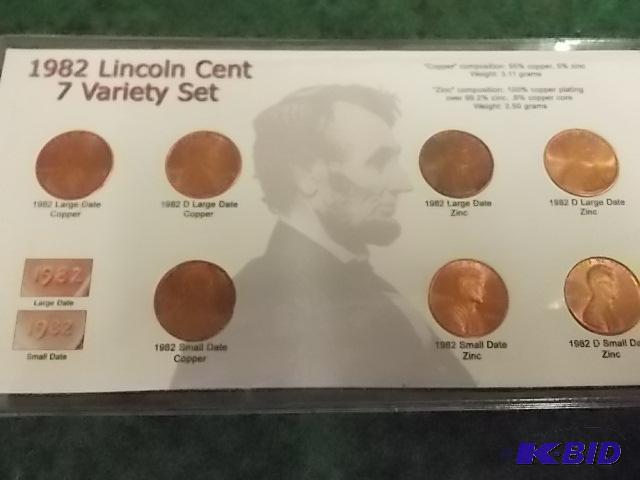 1982 Lincoln Cent
7 Variety Set
"Copper" composition: 95% copper, 5% zinc
Weight: 3.11 grams
"Zinc" composition: 100% copper plating
over 99.2% zinc, .8% copper core
Weight: 2.50 grams
1982 Large Date
Copper
1982 D Large Date
Copper
1982 Large Date
Zinc
1982 D Large Date
Zinc
1982
Large Date
1982
Small Date
1982 Small Date
Copper
1982 Small Date
Zinc
1982 D Small Da
Zinc
K-BID